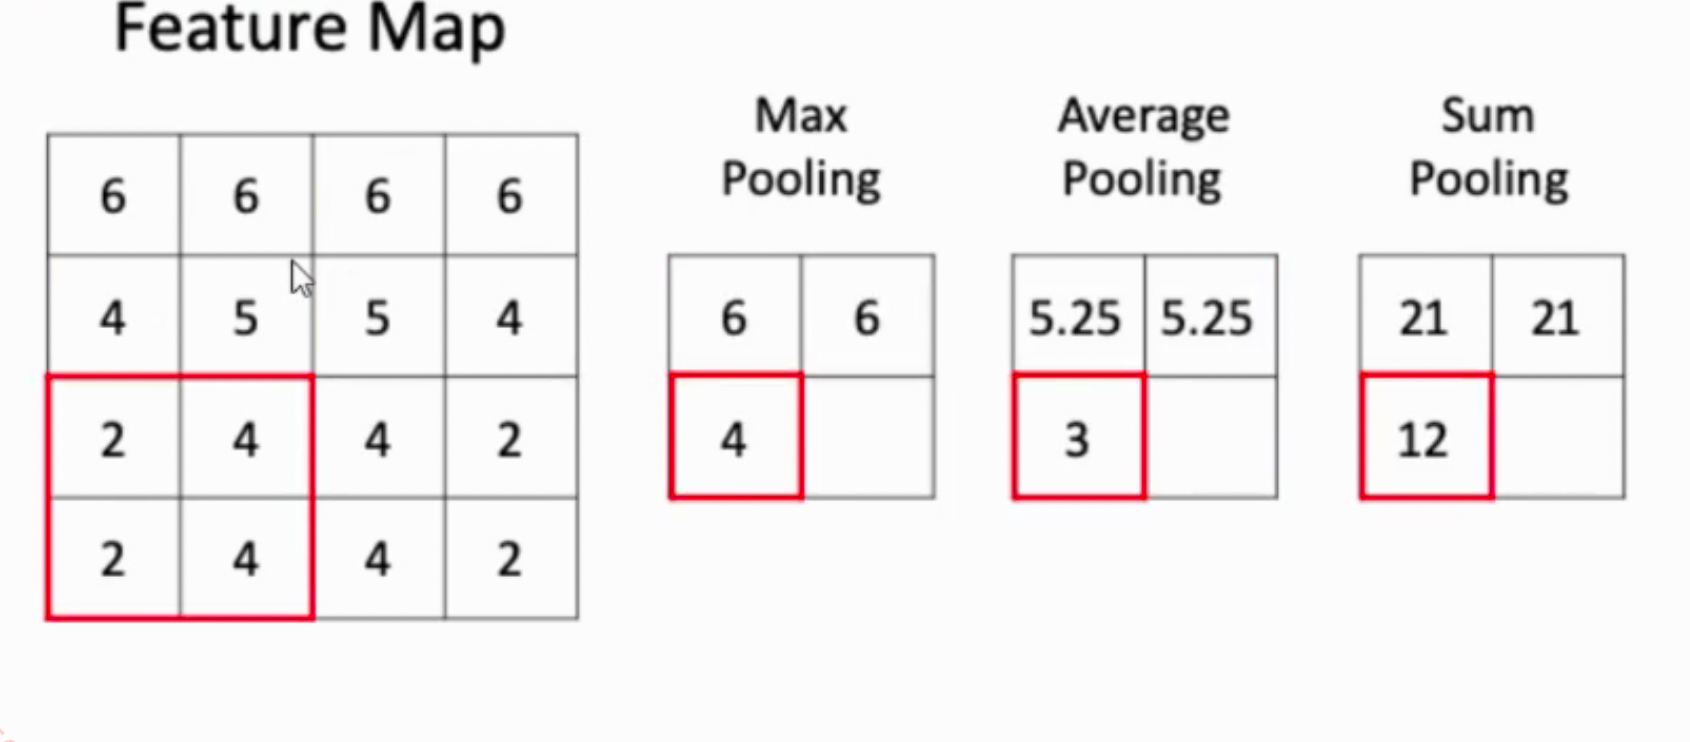 Feature Map
6 6 6 6
4 5 5 4
2 4 4 2
2 4 4 2
Max
Pooling
6 6
4
Average
Pooling
5.25 5.25
3
Sum
Pooling
21 21
12